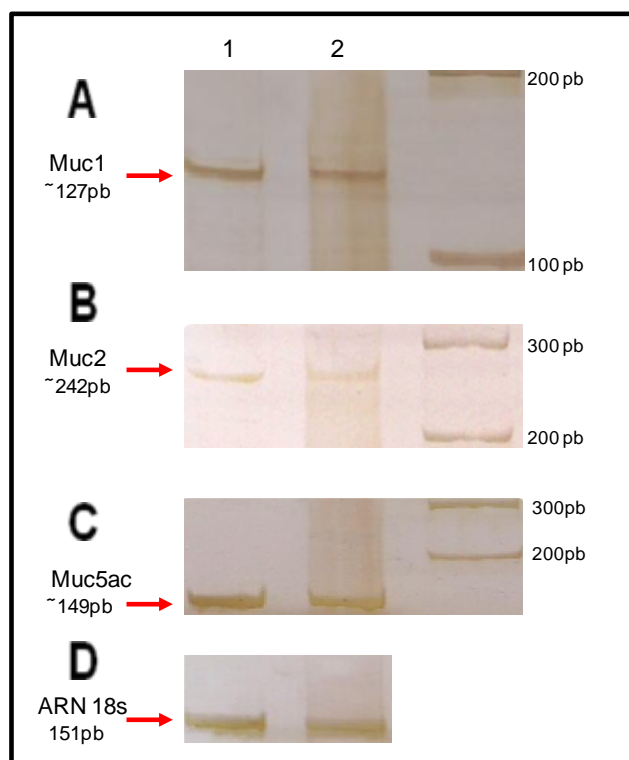 1 2
A
200 pb
Muc1
~127pb
100 pb
B
300 pb
Muc2
~242pb
200 pb
C
300pb
200pb
Muc5ac
~149pb
D
ARN 18s
151pb